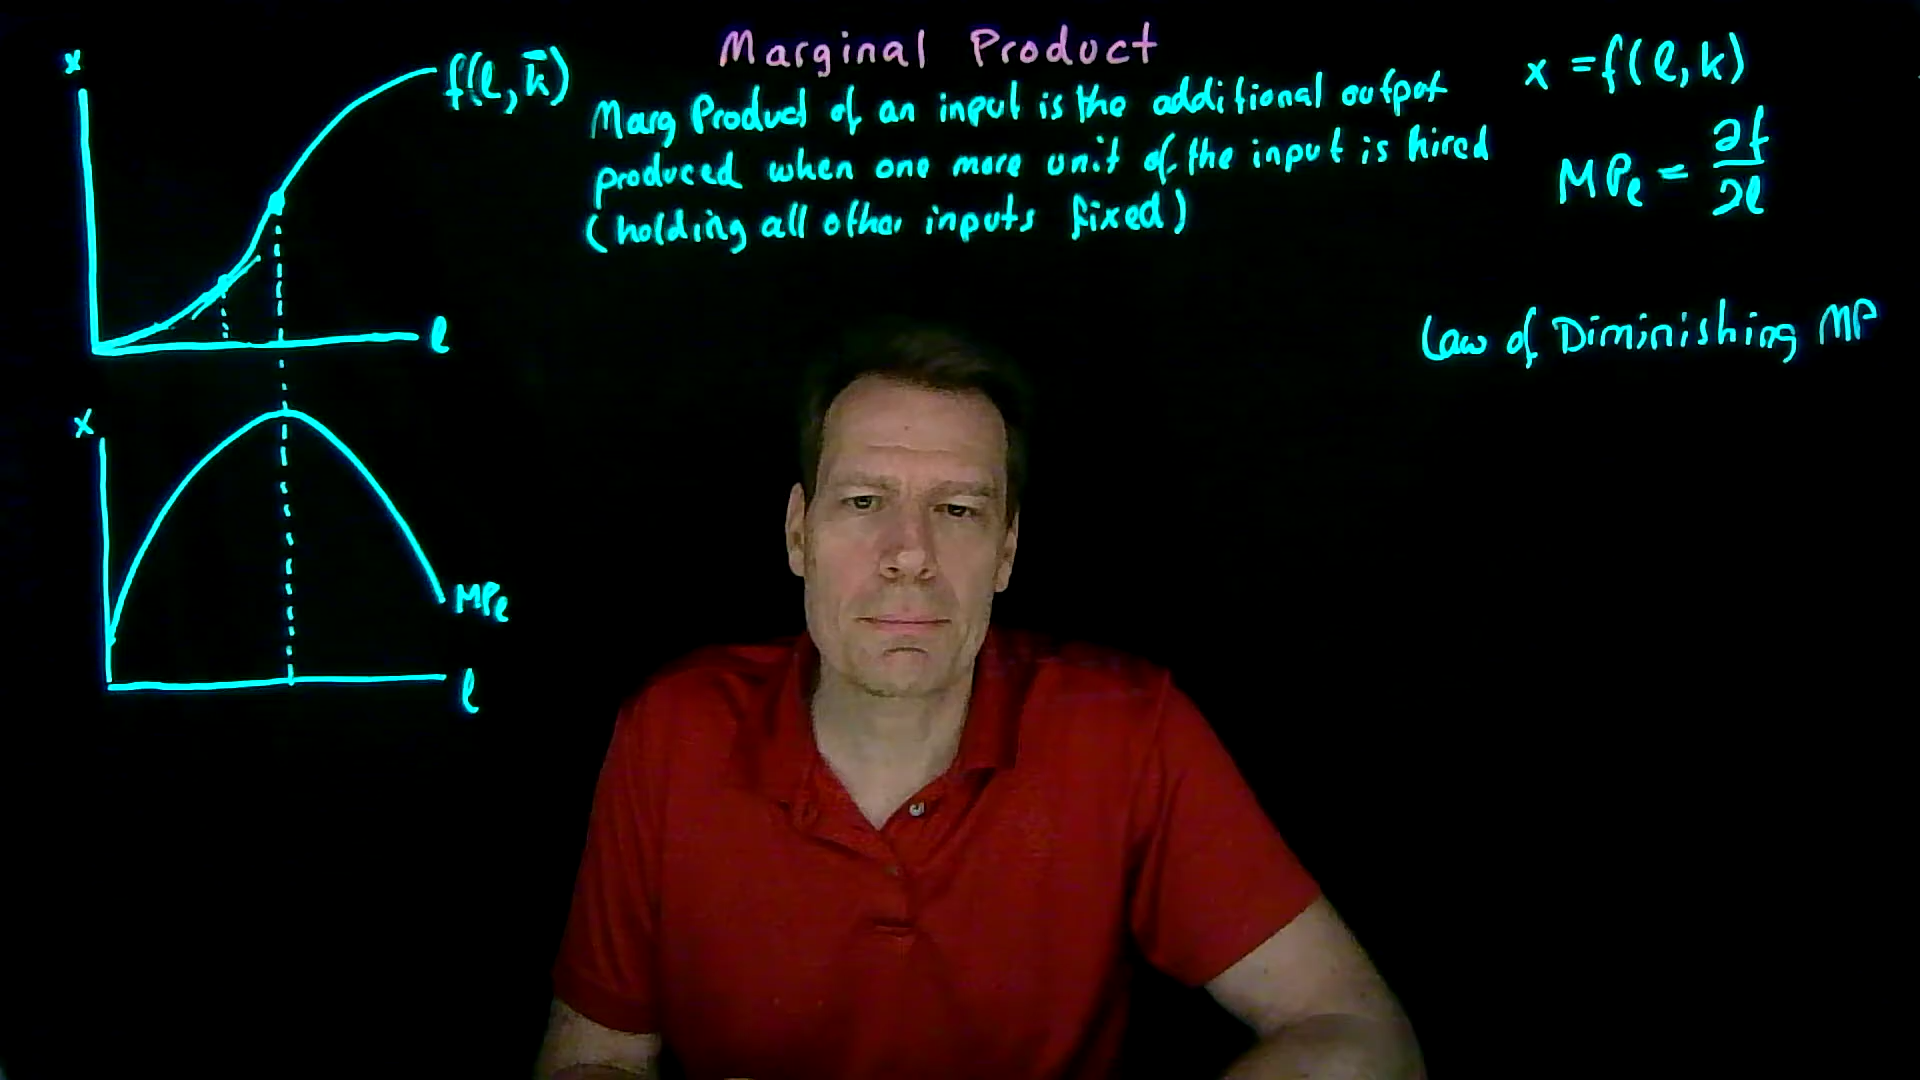 Marginal Product
Marg Product of an input is the additional output
produced when one more unit of the input is hired
(holding all other inputs fixed)
x = f(l, k)
MPₗ = ∂f/∂l
Law of Diminishing MP
x
f(l, k̄)
l
x
MPₗ
l